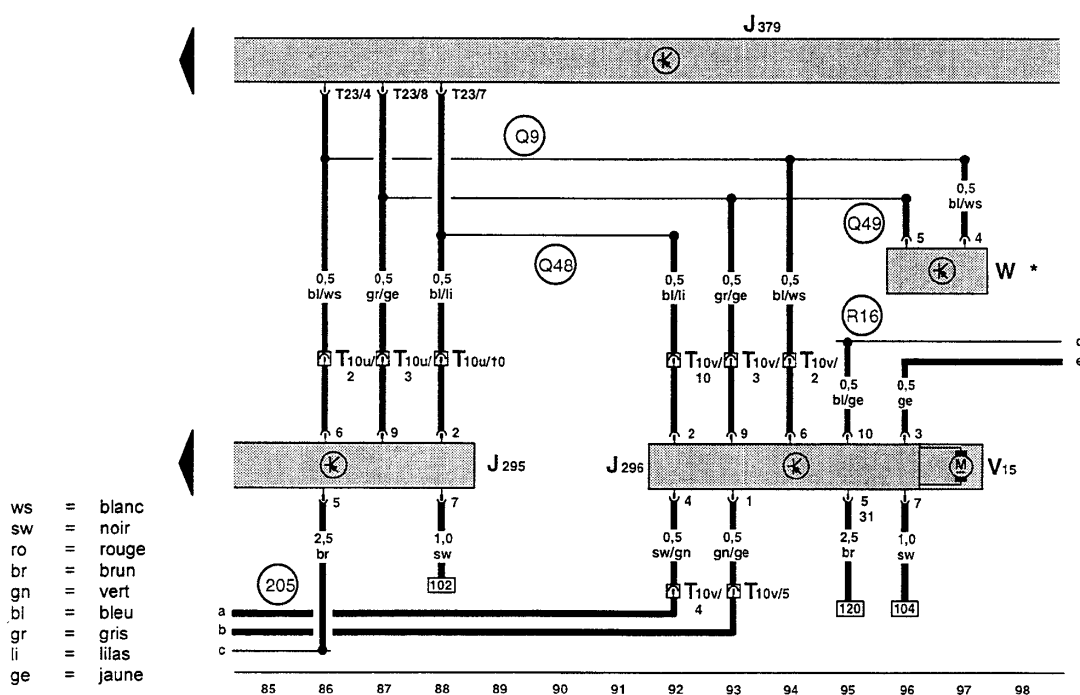 J 379
T23/4 T23/8 T23/7
Q9
0,5
bl/ws
Q49
5 4
W *
Q48
0,5 0,5 0,5 0,5 0,5 0,5
bl/ws gr/ge bl/li bl/li gr/ge bl/ws
R16
d
e
T10u/ T10u/ T10u/10 T10v/ T10v/ T10v/
2 3 10 3 2
0,5 0,5
bl/ge ge
6 9 2 2 9 6 10 3
J 295 J 296 M V15
5 7 4 1 5 7
31
2,5 1,0 0,5 0,5 2,5 1,0
br sw sw/gn gn/ge br sw
ws = blanc
sw = noir
ro = rouge
br = brun
gn = vert
bl = bleu
gr = gris
li = lilas
ge = jaune
205 102 T10v/ T10v/5 120 104
4
a
b
c
85 86 87 88 89 90 91 92 93 94 95 96 97 98